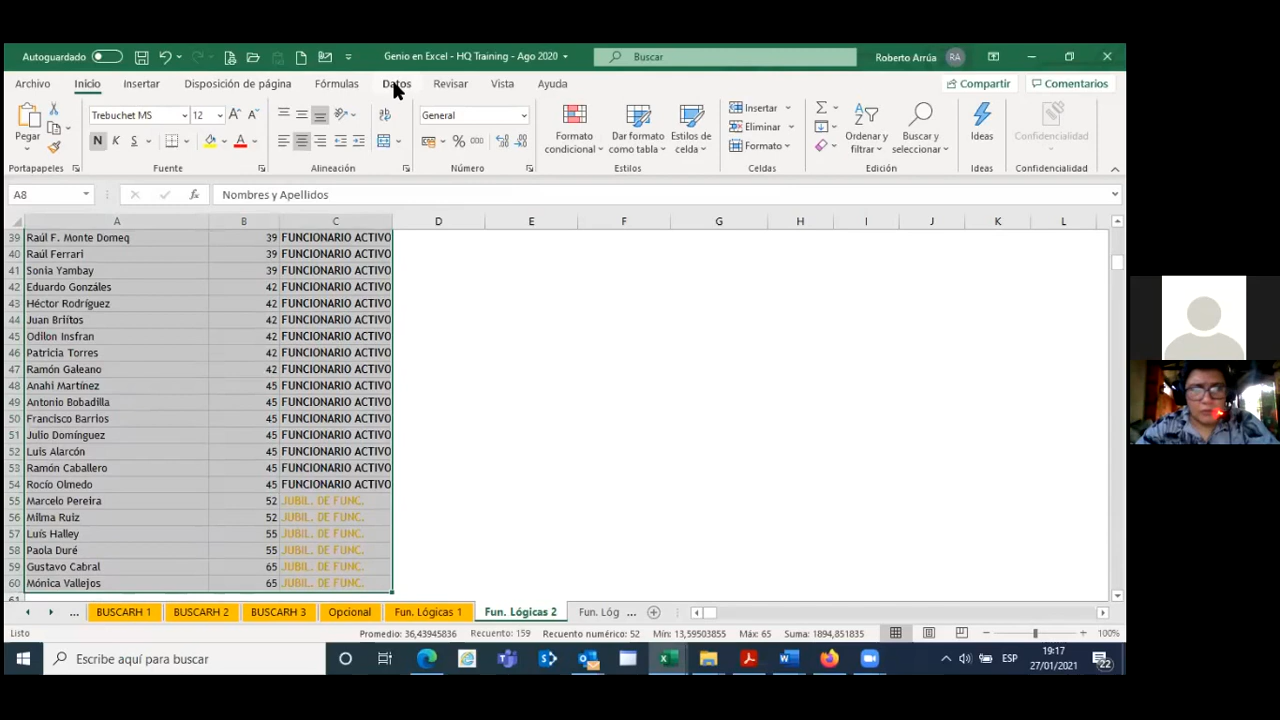 Autoguardado
Genio en Excel - HQ Training - Ago 2020
Buscar
Roberto Arrúa
RA
Archivo
Inicio
Insertar
Disposición de página
Fórmulas
Datos
Revisar
Vista
Ayuda
Compartir
Comentarios
Pegar
Trebuchet MS
12
N K S
General
% 000
Formato condicional
Dar formato como tabla
Estilos de celda
Insertar
Eliminar
Formato
Ordenar y filtrar
Buscar y seleccionar
Ideas
Confidencialidad
Portapapeles
Fuente
Alineación
Número
Estilos
Celdas
Edición
Ideas
Confidencialidad
A8
fx
Nombres y Apellidos
A B C D E F G H I J K L
39 Raúl F. Monte Domeq 39 FUNCIONARIO ACTIVO
40 Raúl Ferrari 39 FUNCIONARIO ACTIVO
41 Sonia Yambay 39 FUNCIONARIO ACTIVO
42 Eduardo Gonzáles 42 FUNCIONARIO ACTIVO
43 Héctor Rodríguez 42 FUNCIONARIO ACTIVO
44 Juan Briítos 42 FUNCIONARIO ACTIVO
45 Odilon Insfran 42 FUNCIONARIO ACTIVO
46 Patricia Torres 42 FUNCIONARIO ACTIVO
47 Ramón Galeano 42 FUNCIONARIO ACTIVO
48 Anahi Martínez 45 FUNCIONARIO ACTIVO
49 Antonio Bobadilla 45 FUNCIONARIO ACTIVO
50 Francisco Barrios 45 FUNCIONARIO ACTIVO
51 Julio Domínguez 45 FUNCIONARIO ACTIVO
52 Luis Alarcón 45 FUNCIONARIO ACTIVO
53 Ramón Caballero 45 FUNCIONARIO ACTIVO
54 Rocío Olmedo 45 FUNCIONARIO ACTIVO
55 Marcelo Pereira 52 JUBIL. DE FUNC.
56 Milma Ruiz 52 JUBIL. DE FUNC.
57 Luis Halley 55 JUBIL. DE FUNC.
58 Paola Duré 55 JUBIL. DE FUNC.
59 Gustavo Cabral 65 JUBIL. DE FUNC.
60 Mónica Vallejos 65 JUBIL. DE FUNC.
... BUSCARH 1 BUSCARH 2 BUSCARH 3 Opcional Fun. Lógicas 1 Fun. Lógicas 2 Fun. Lóg ...
Listo
Promedio: 36,43945836 Recuento: 159 Recuento numérico: 52 Mín: 13,59503855 Máx: 65 Suma: 1894,851835
100%
Escribe aquí para buscar
ESP
19:17
27/01/2021
22